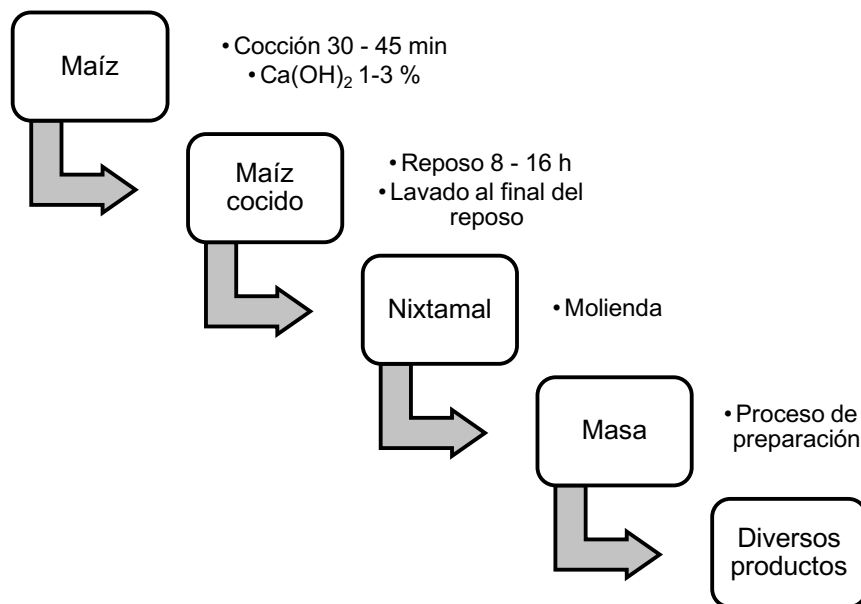 Maíz
• Cocción 30 - 45 min
• Ca(OH)₂ 1-3 %
Maíz
cocido
• Reposo 8 - 16 h
• Lavado al final del
reposo
Nixtamal
• Molienda
Masa
• Proceso de
preparación
Diversos
productos